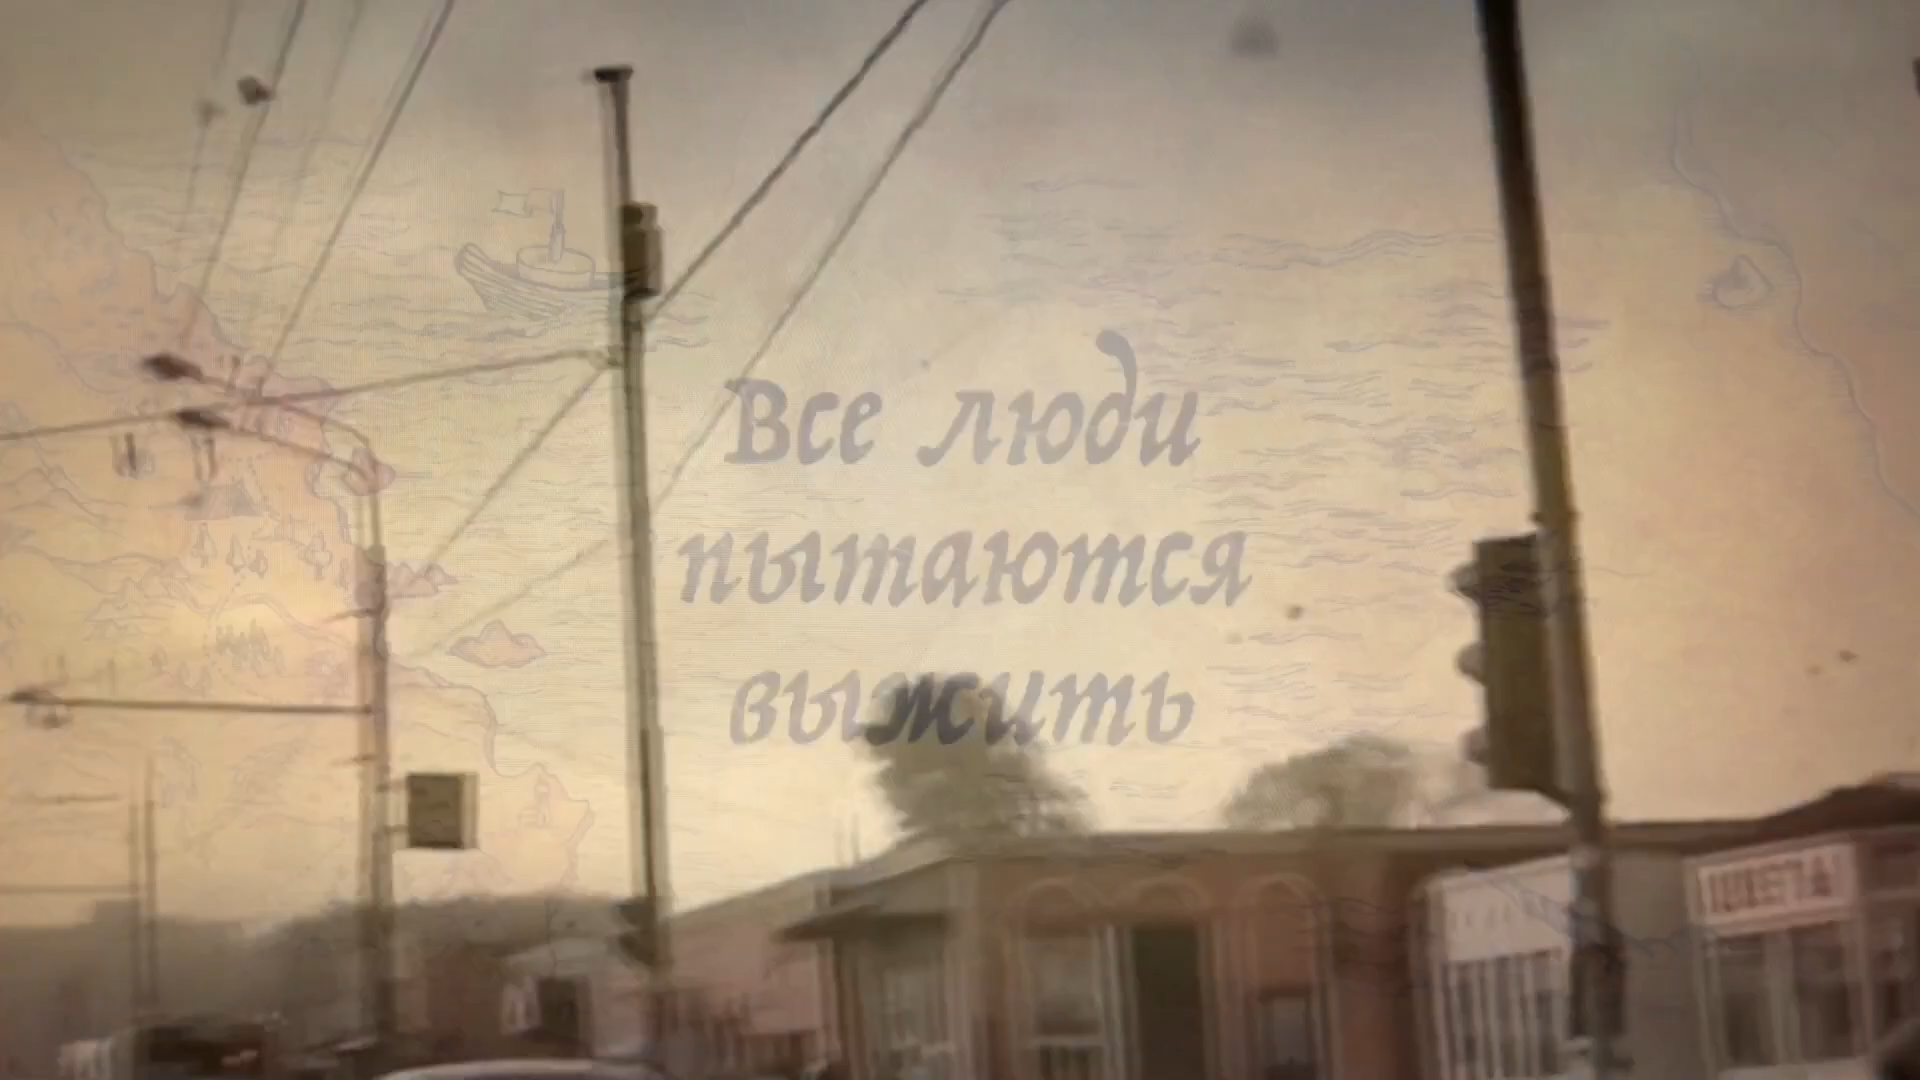 Все люди
пытаются
выжить